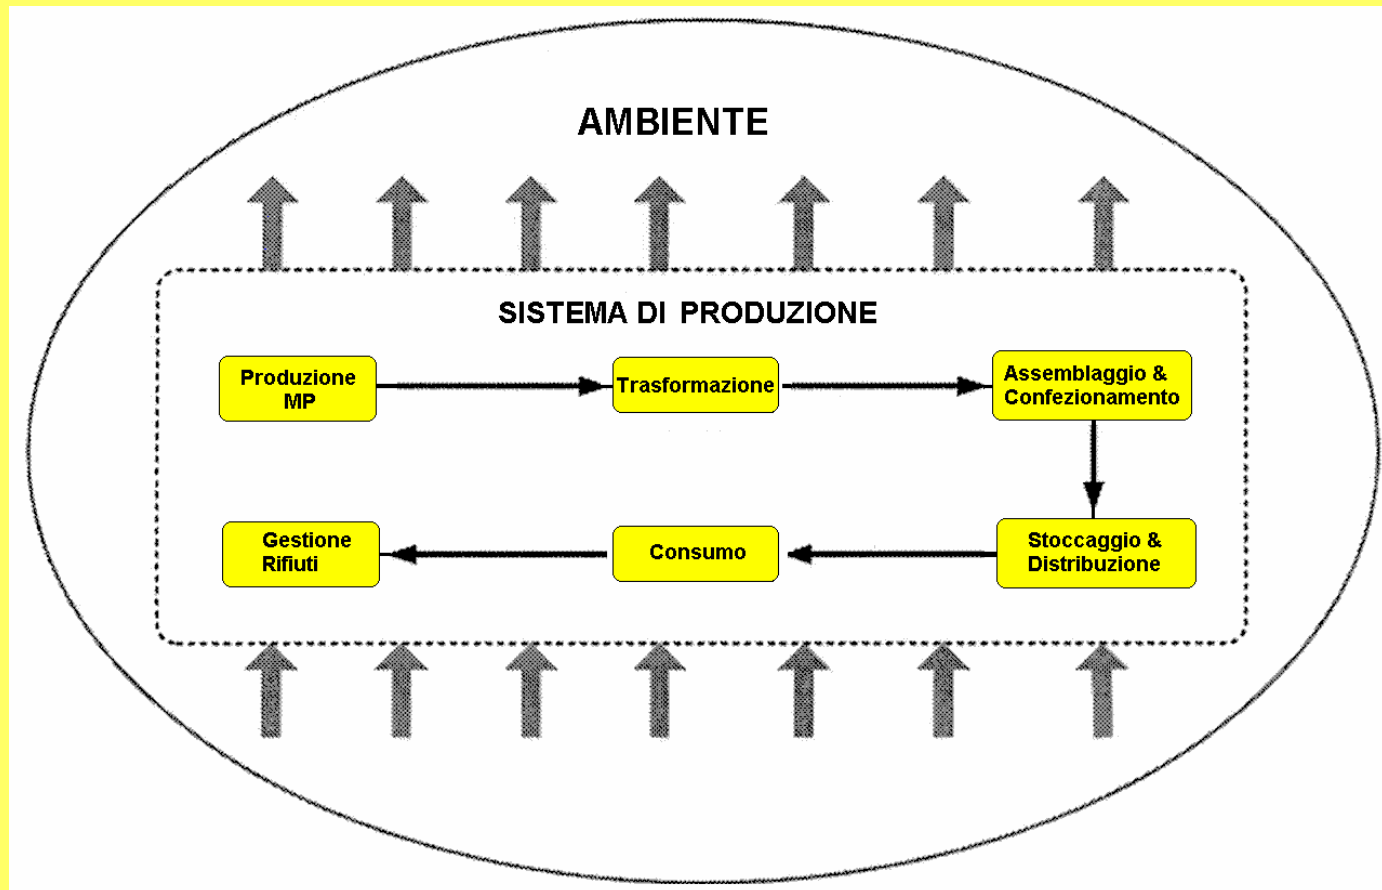 AMBIENTE
SISTEMA DI PRODUZIONE
Produzione
MP
Trasformazione
Assemblaggio &
Confezionamento
Gestione
Rifiuti
Consumo
Stoccaggio &
Distribuzione